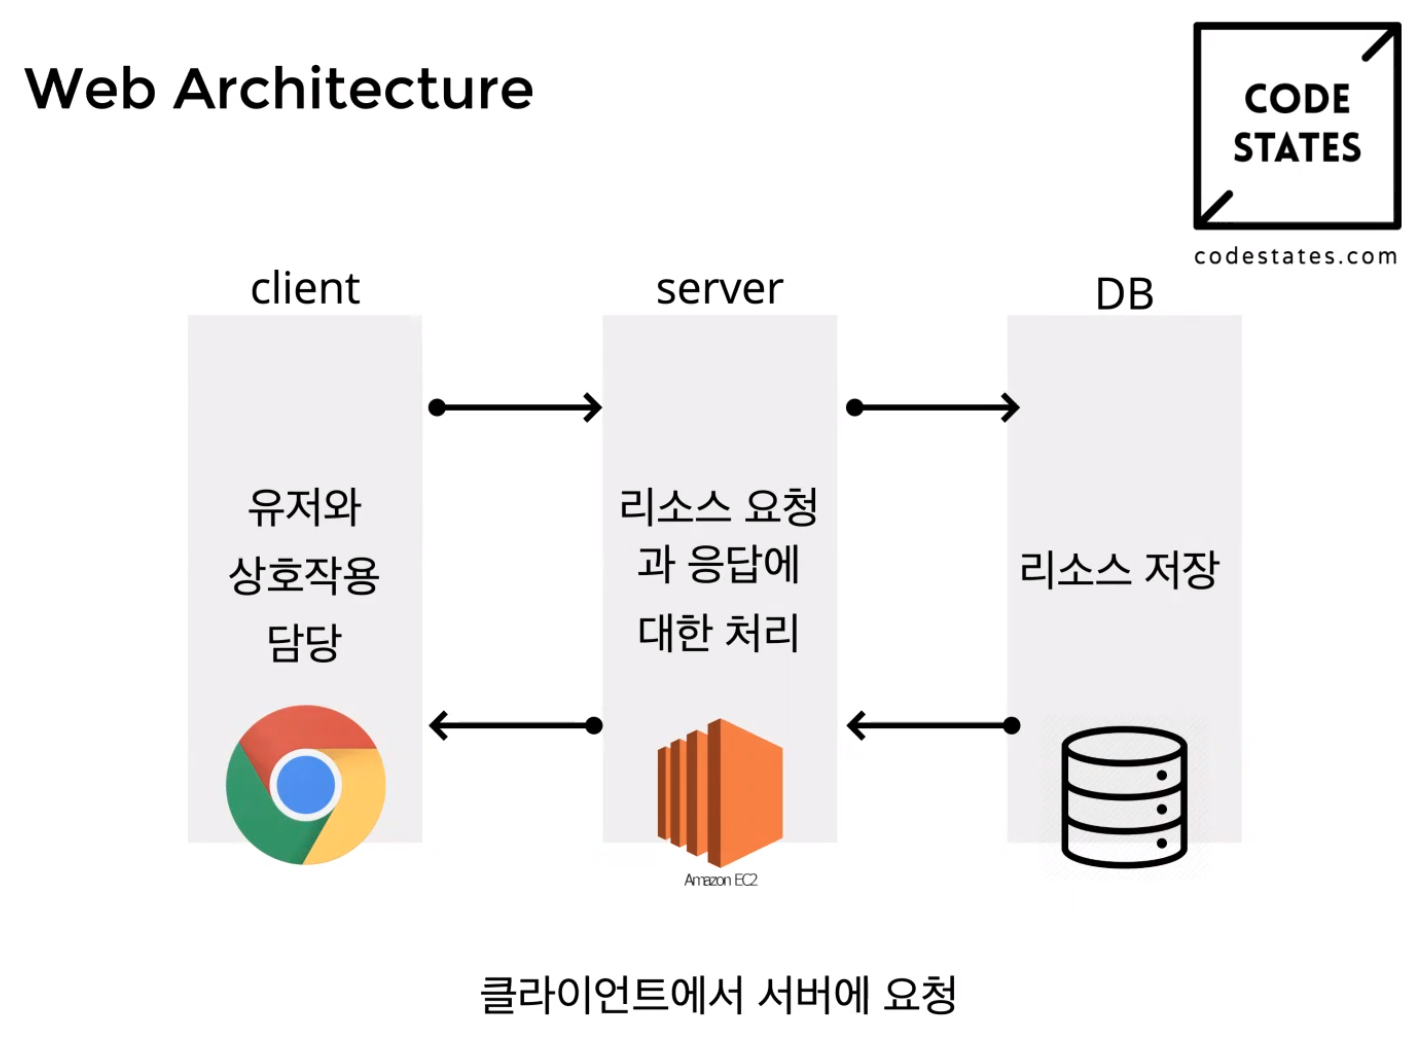 Web Architecture
CODE
STATES
codestates.com
client
server
DB
유저와
상호작용
담당
리소스 요청
과 응답에
대한 처리
리소스 저장
Amazon EC2
클라이언트에서 서버에 요청